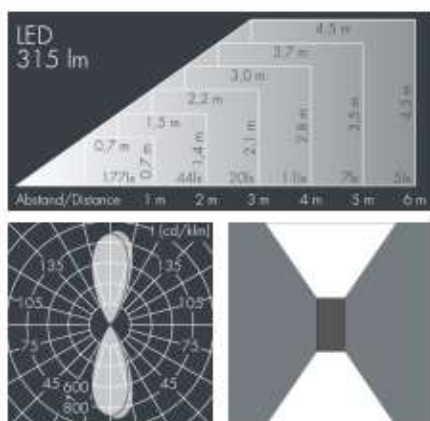 LED
315 lm
4,5 m
3,7 m
3,0 m
2,2 m
1,5 m
0,7 m
0,7 m
1,4 m
2,1 m
2,8 m
3,5 m
4,5 m
177lx 44lx 20lx 11lx 7lx 5lx
Abstand/Distance 1 m 2 m 3 m 4 m 5 m 6 m
I (cd/klm)
135 135
105 105
75 75
45 600 45
800